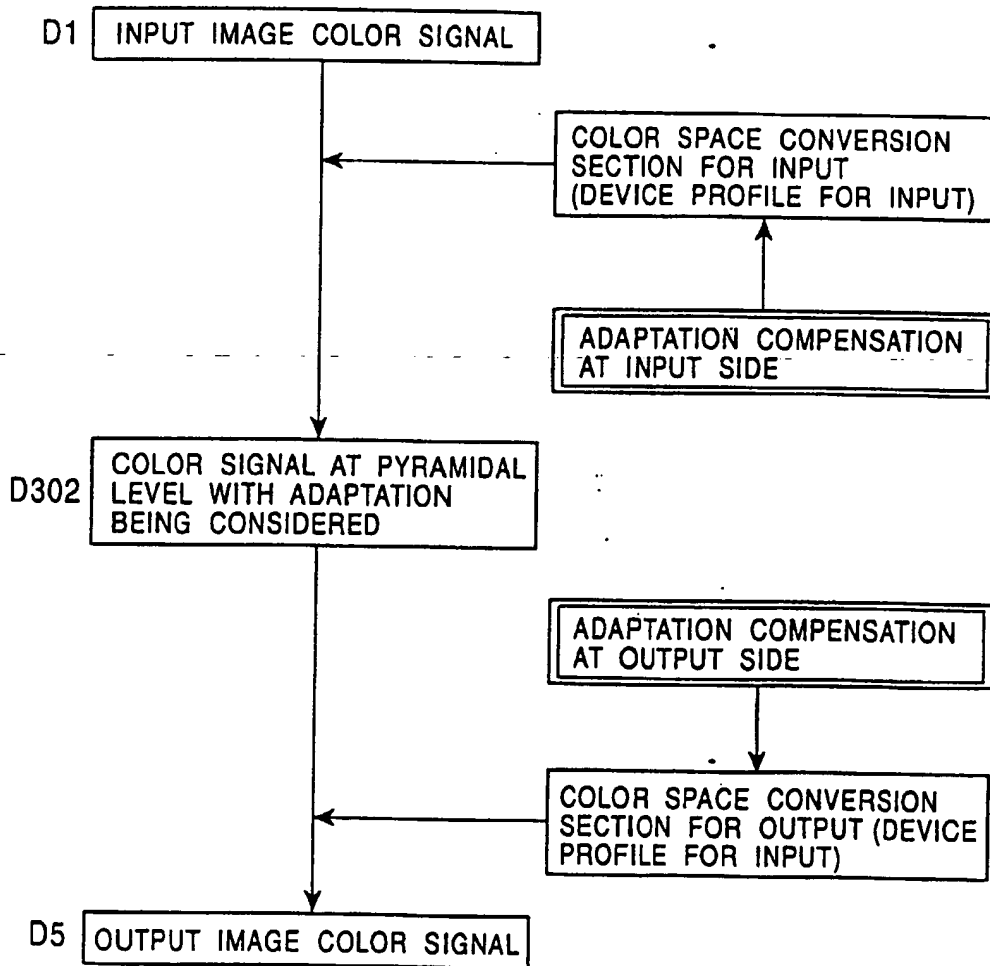 D1 INPUT IMAGE COLOR SIGNAL
COLOR SPACE CONVERSION
SECTION FOR INPUT
(DEVICE PROFILE FOR INPUT)
ADAPTATION COMPENSATION
AT INPUT SIDE
D302
COLOR SIGNAL AT PYRAMIDAL
LEVEL WITH ADAPTATION
BEING CONSIDERED
ADAPTATION COMPENSATION
AT OUTPUT SIDE
COLOR SPACE CONVERSION
SECTION FOR OUTPUT (DEVICE
PROFILE FOR INPUT)
D5 OUTPUT IMAGE COLOR SIGNAL